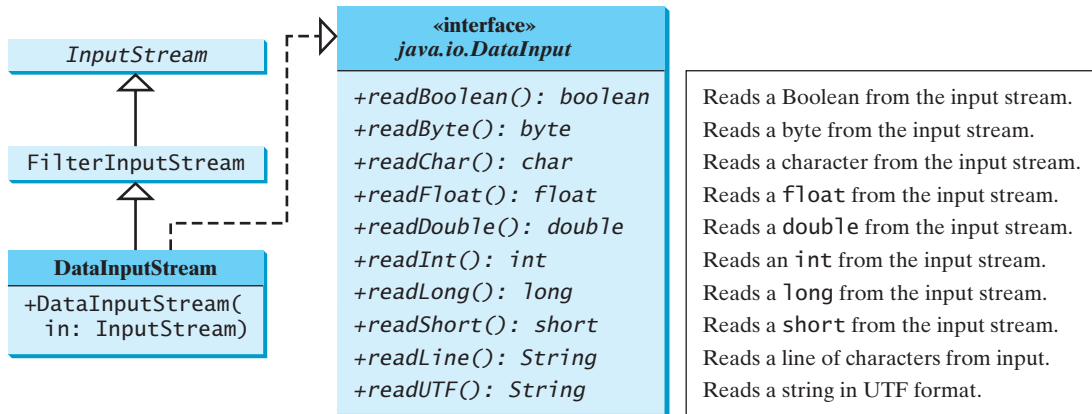 InputStream
FilterInputStream
DataInputStream
+DataInputStream(
in: InputStream)
«interface»
java.io.DataInput
+readBoolean(): boolean
+readByte(): byte
+readChar(): char
+readFloat(): float
+readDouble(): double
+readInt(): int
+readLong(): long
+readShort(): short
+readLine(): String
+readUTF(): String
Reads a Boolean from the input stream.
Reads a byte from the input stream.
Reads a character from the input stream.
Reads a float from the input stream.
Reads a double from the input stream.
Reads an int from the input stream.
Reads a long from the input stream.
Reads a short from the input stream.
Reads a line of characters from input.
Reads a string in UTF format.